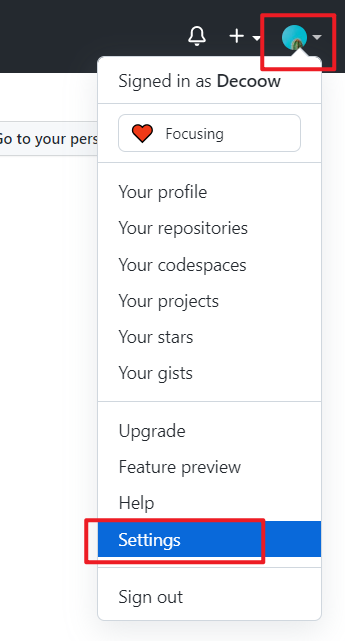 Signed in as Decoow
Focusing
Go to your pers
Your profile
Your repositories
Your codespaces
Your projects
Your stars
Your gists
Upgrade
Feature preview
Help
Settings
Sign out